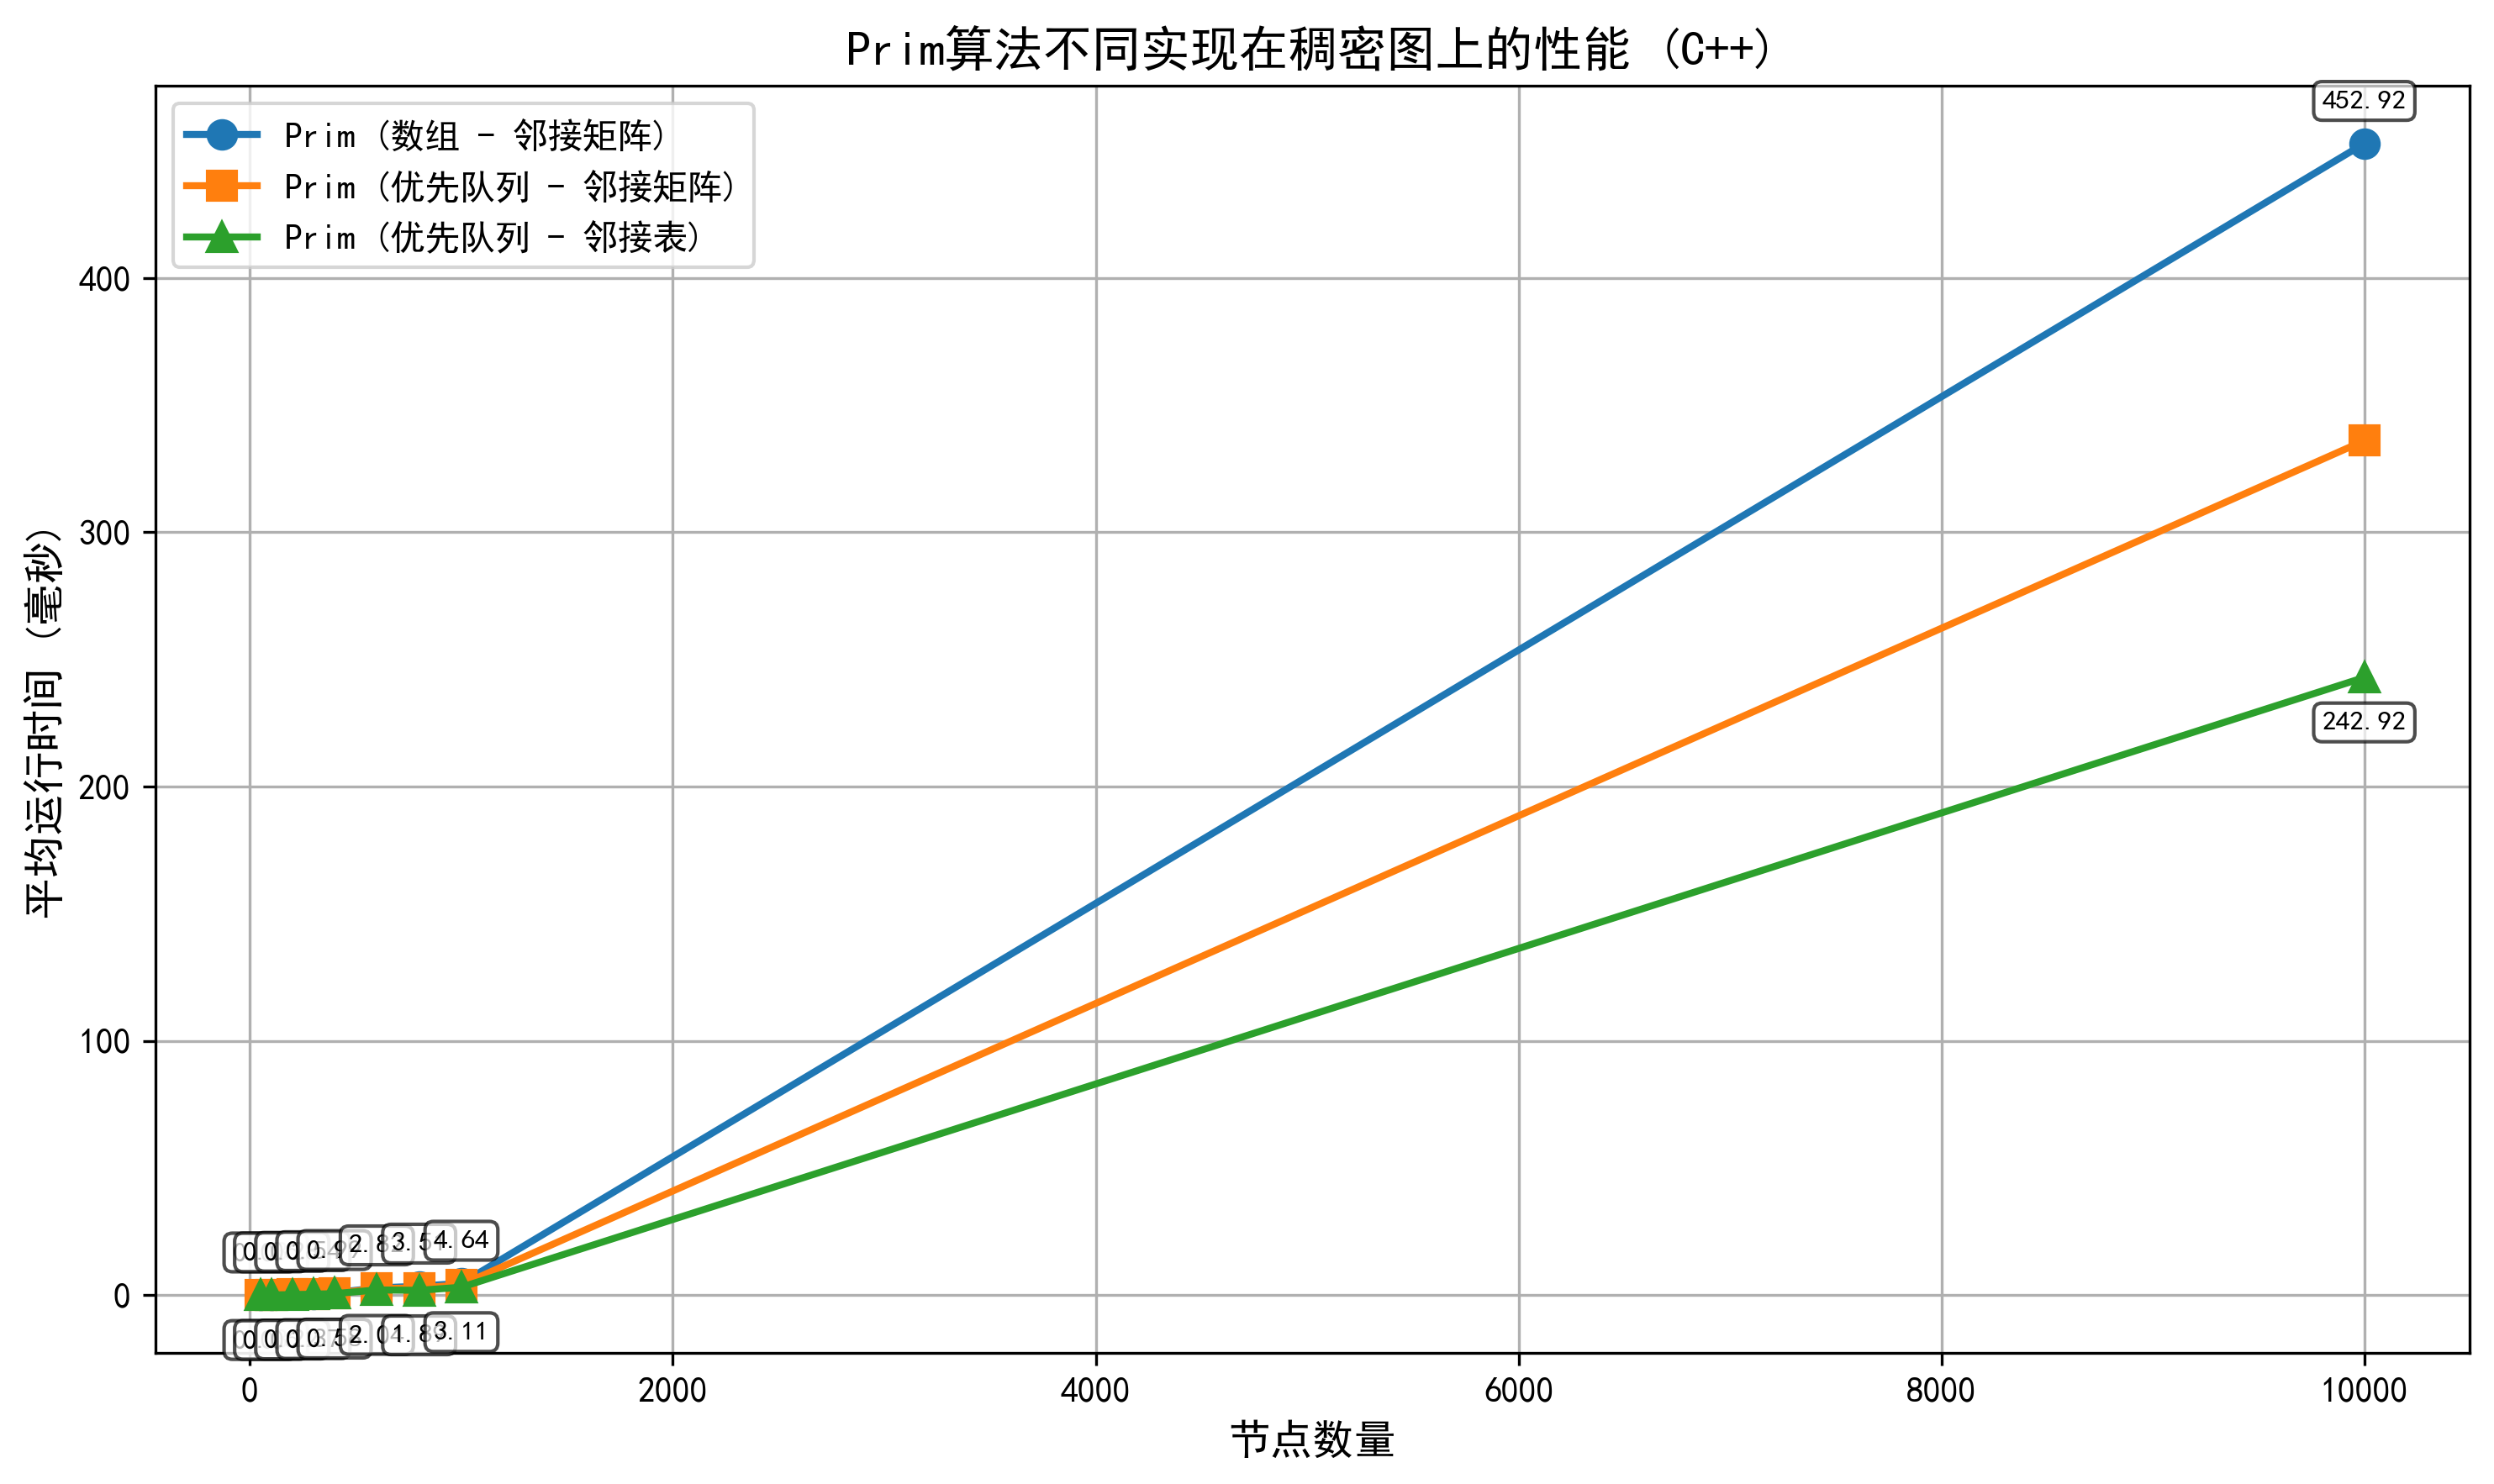 Prim算法不同实现在稠密图上的性能 (C++)
Prim (数组 - 邻接矩阵)
Prim (优先队列 - 邻接矩阵)
Prim (优先队列 - 邻接表)
452.92
242.92
4.64
3.11
平均运行时间 (毫秒)
400
300
200
100
0
0 2000 4000 6000 8000 10000
节点数量